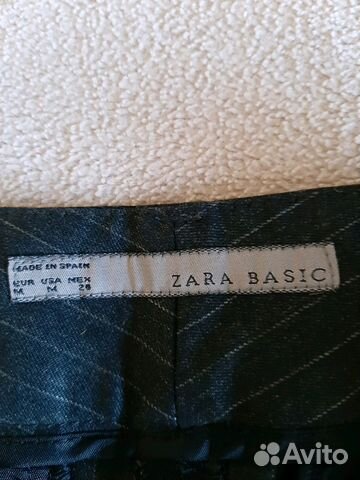 MADE IN SPAIN
EUR USA MEX
M M 28
ZARA BASIC
Avito